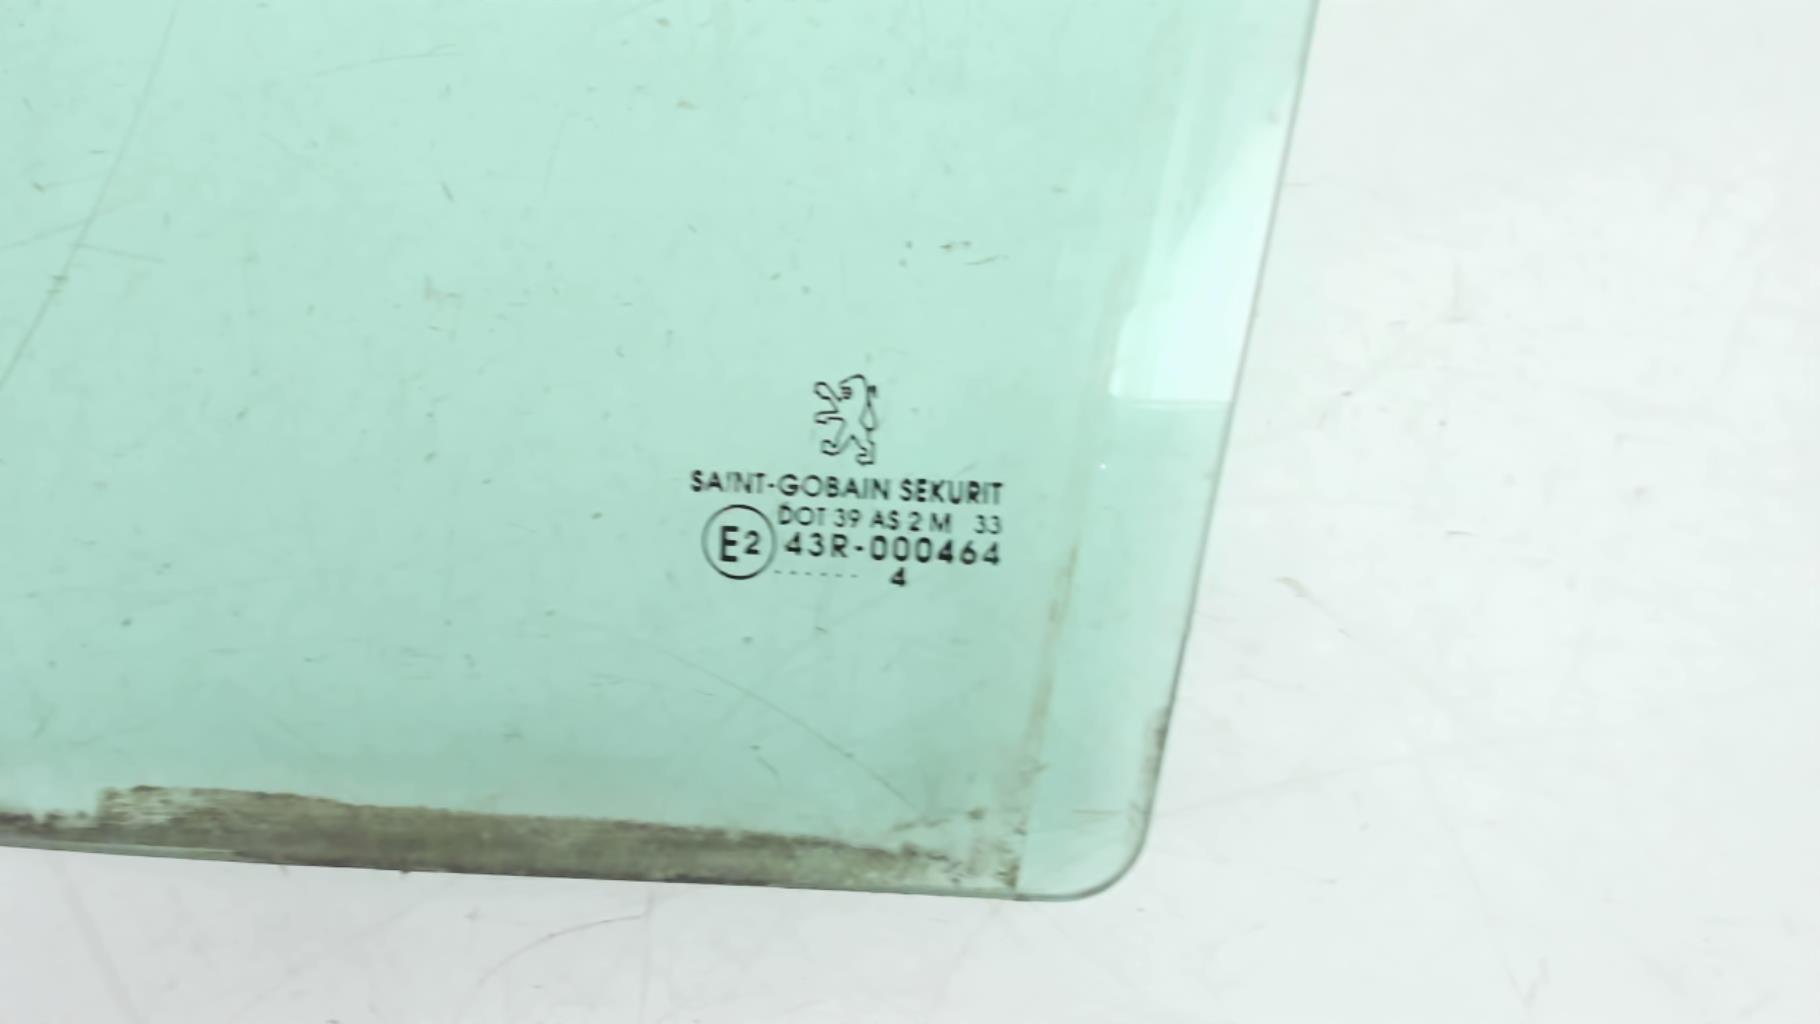 SAINT-GOBAIN SEKURIT
DOT 39 AS 2 M 33
E2 43R-000464
...... 4